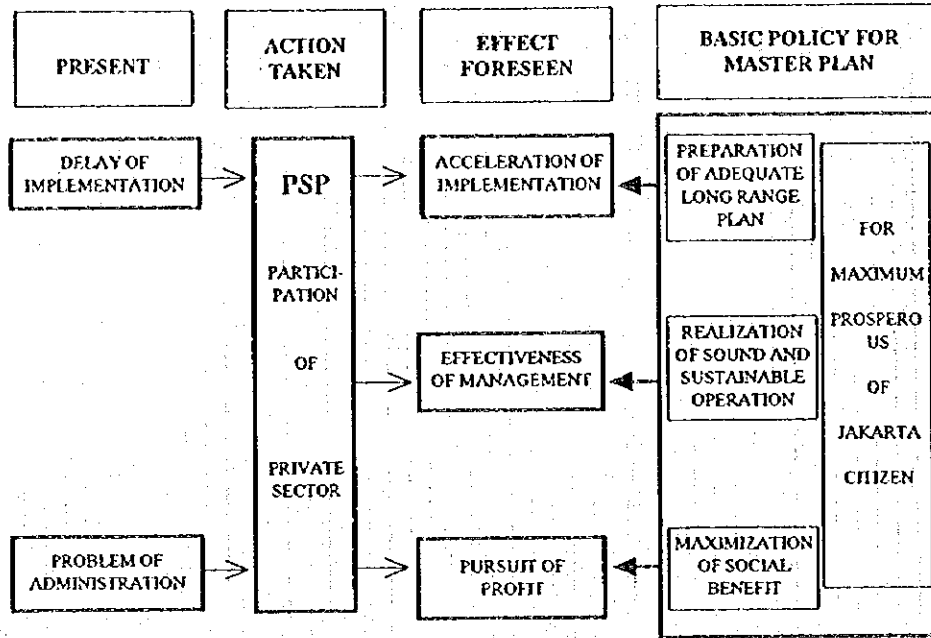 PRESENT
ACTION
TAKEN
EFFECT
FORESEEN
BASIC POLICY FOR
MASTER PLAN
DELAY OF
IMPLEMENTATION
PROBLEM OF
ADMINISTRATION
PSP
PARTICI-
PATION
OF
PRIVATE
SECTOR
ACCELERATION OF
IMPLEMENTATION
EFFECTIVENESS
OF MANAGEMENT
PURSUIT OF
PROFIT
PREPARATION
OF ADEQUATE
LONG RANGE
PLAN
REALIZATION
OF SOUND AND
SUSTAINABLE
OPERATION
MAXIMIZATION
OF SOCIAL
BENEFIT
FOR
MAXIMUM
PROSPERO
US
OF
JAKARTA
CITIZEN